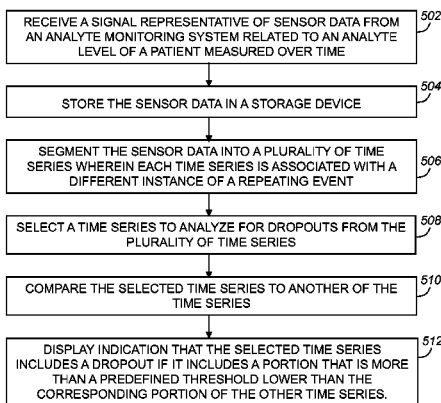 RECEIVE A SIGNAL REPRESENTATIVE OF SENSOR DATA FROM
AN ANALYTE MONITORING SYSTEM RELATED TO AN ANALYTE
LEVEL OF A PATIENT MEASURED OVER TIME
502
STORE THE SENSOR DATA IN A STORAGE DEVICE
504
SEGMENT THE SENSOR DATA INTO A PLURALITY OF TIME
SERIES WHEREIN EACH TIME SERIES IS ASSOCIATED WITH A
DIFFERENT INSTANCE OF A REPEATING EVENT
506
SELECT A TIME SERIES TO ANALYZE FOR DROPOUTS FROM THE
PLURALITY OF TIME SERIES
508
COMPARE THE SELECTED TIME SERIES TO ANOTHER OF THE
TIME SERIES
510
DISPLAY INDICATION THAT THE SELECTED TIME SERIES
INCLUDES A DROPOUT IF IT INCLUDES A PORTION THAT IS MORE
THAN A PREDEFINED THRESHOLD LOWER THAN THE
CORRESPONDING PORTION OF THE OTHER TIME SERIES.
512